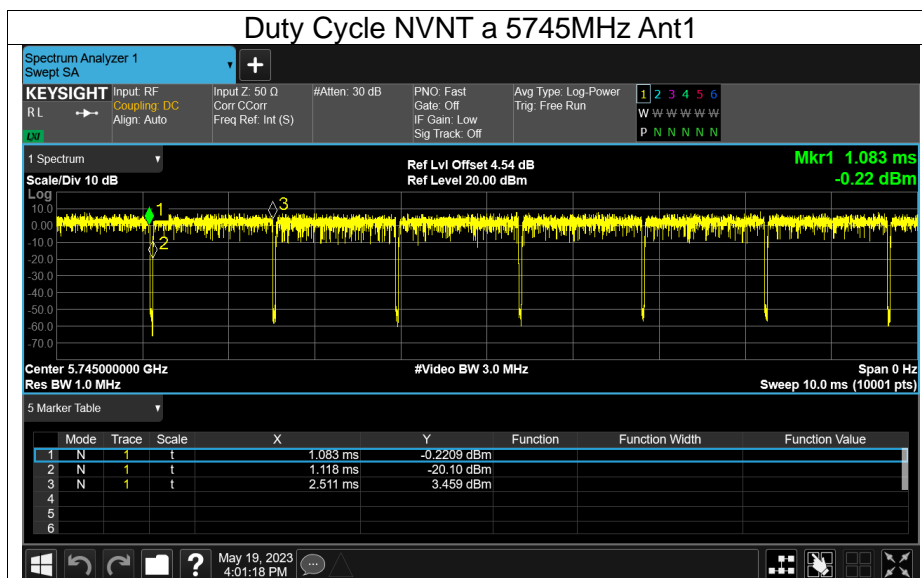 Duty Cycle NVNT a 5745MHz Ant1
Spectrum Analyzer 1
Swept SA
+
KEYSIGHT Input: RF Input Z: 50 Ω #Atten: 30 dB PNO: Fast Avg Type: Log-Power 1 2 3 4 5 6
R L Coupling: DC Corr CCorr Gate: Off Trig: Free Run W W W W W W
Align: Auto Freq Ref: Int (S) IF Gain: Low
LXI Sig Track: Off P N N N N N
1 Spectrum Ref Lvl Offset 4.54 dB Mkr1 1.083 ms
Scale/Div 10 dB Ref Level 20.00 dBm -0.22 dBm
Log
10.0
0.00
-10.0
-20.0
-30.0
-40.0
-50.0
-60.0
-70.0
1
2
3
Center 5.745000000 GHz #Video BW 3.0 MHz Span 0 Hz
Res BW 1.0 MHz Sweep 10.0 ms (10001 pts)
5 Marker Table
Mode Trace Scale X Y Function Function Width Function Value
1 N 1 t 1.083 ms -0.2209 dBm
2 N 1 t 1.118 ms -20.10 dBm
3 N 1 t 2.511 ms 3.459 dBm
4
5
6
? May 19, 2023
4:01:18 PM